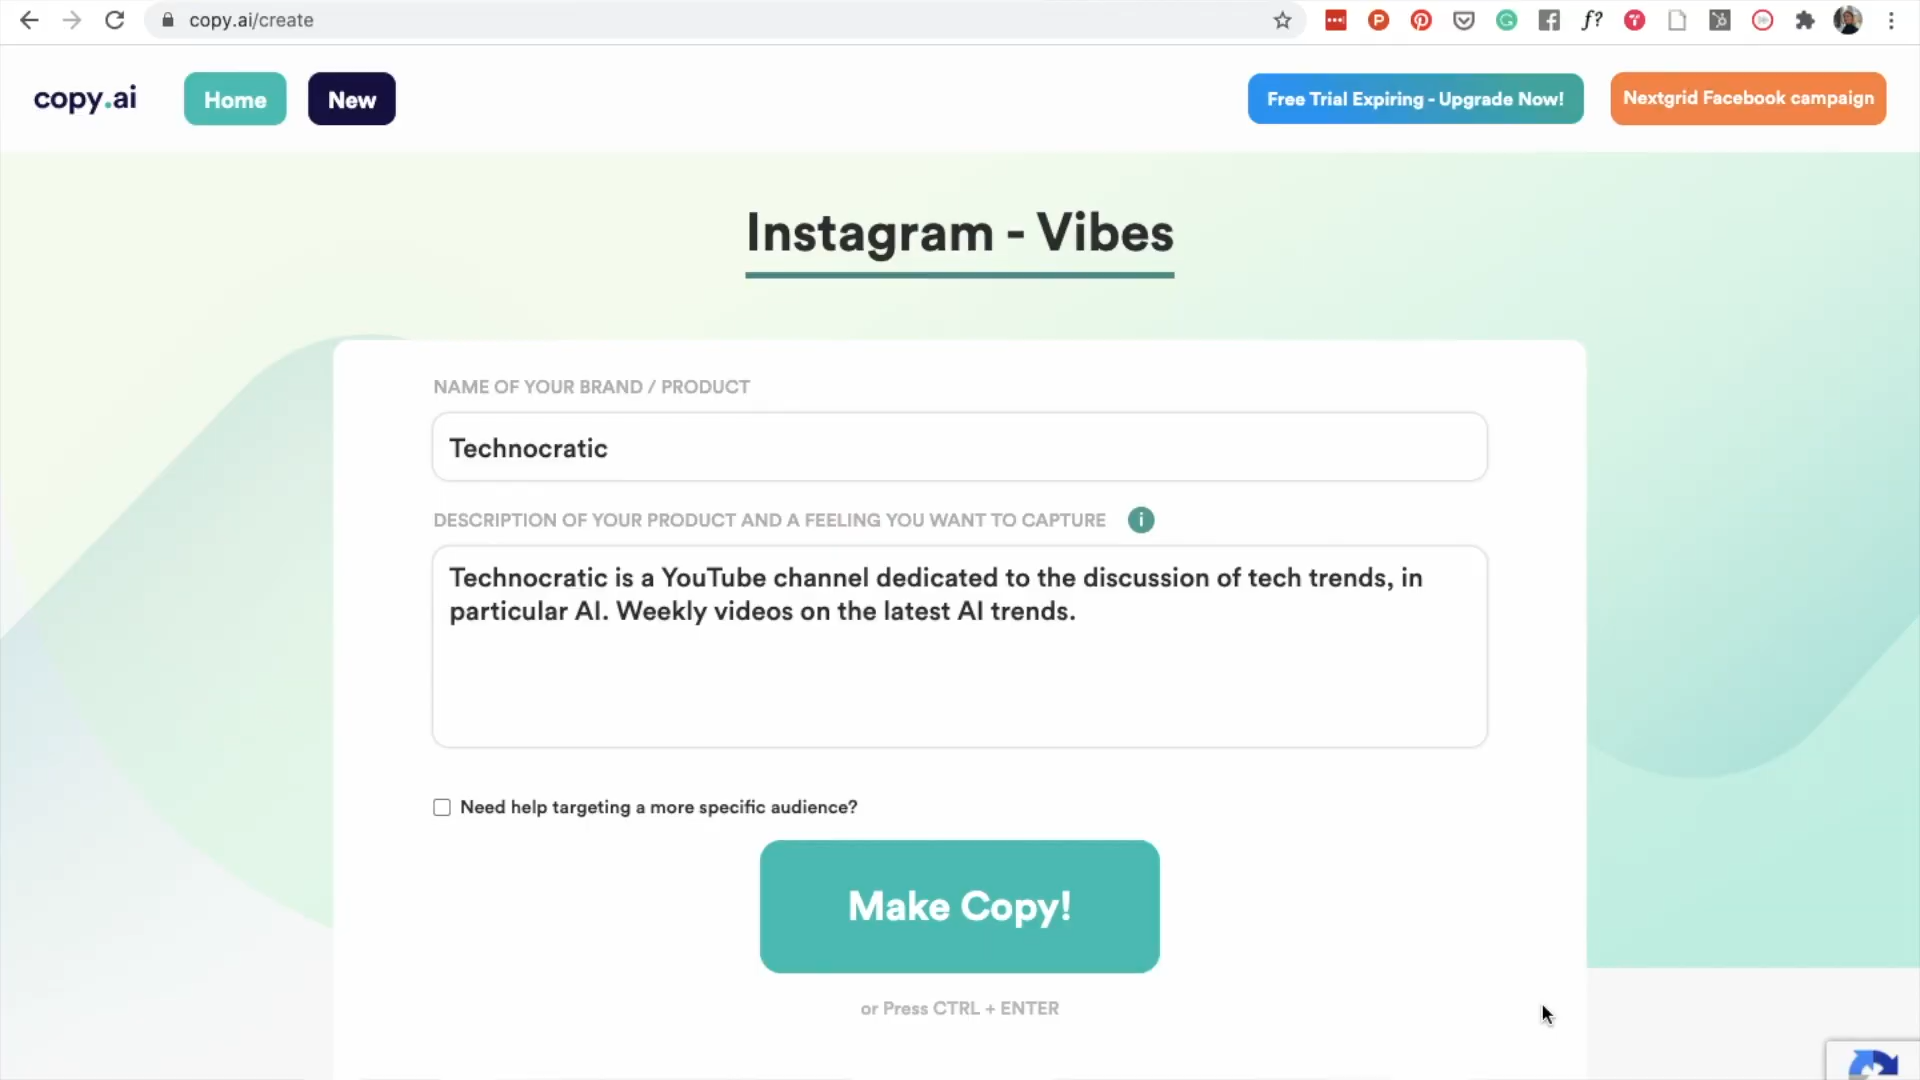 copy.ai/create
copy.ai
Home
New
Free Trial Expiring - Upgrade Now!
Nextgrid Facebook campaign
Instagram - Vibes
NAME OF YOUR BRAND / PRODUCT
Technocratic
DESCRIPTION OF YOUR PRODUCT AND A FEELING YOU WANT TO CAPTURE
Technocratic is a YouTube channel dedicated to the discussion of tech trends, in
particular AI. Weekly videos on the latest AI trends.
Need help targeting a more specific audience?
Make Copy!
or Press CTRL + ENTER